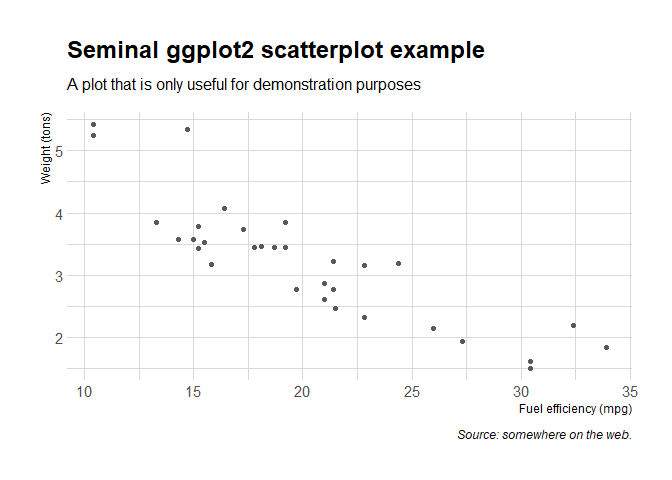 Seminal ggplot2 scatterplot example
A plot that is only useful for demonstration purposes
Weight (tons)
5
4
3
2
10 15 20 25 30 35
Fuel efficiency (mpg)
Source: somewhere on the web.